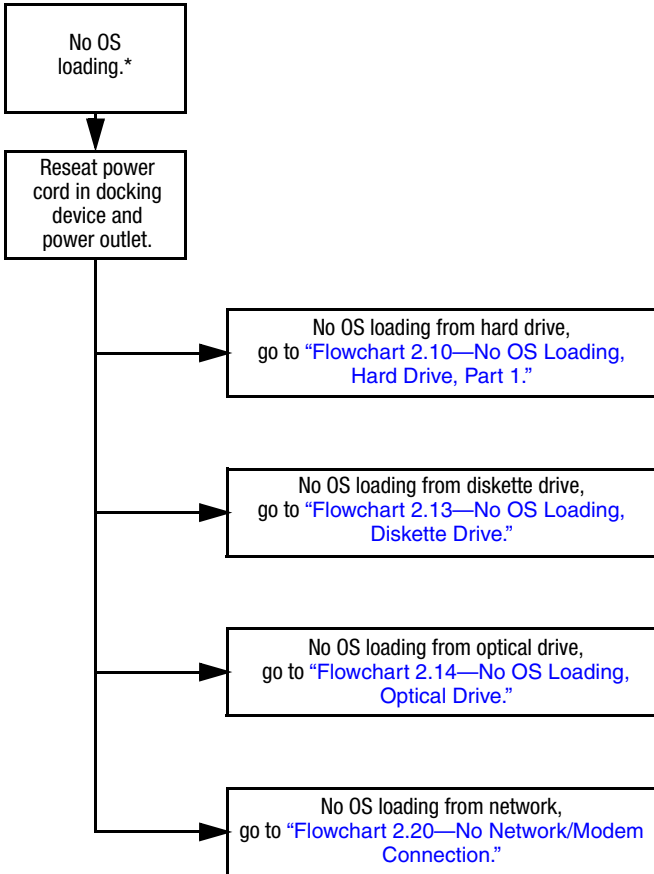 No OS
loading.*
Reseat power
cord in docking
device and
power outlet.
No OS loading from hard drive,
go to “Flowchart 2.10—No OS Loading,
Hard Drive, Part 1.”
No OS loading from diskette drive,
go to “Flowchart 2.13—No OS Loading,
Diskette Drive.”
No OS loading from optical drive,
go to “Flowchart 2.14—No OS Loading,
Optical Drive.”
No OS loading from network,
go to “Flowchart 2.20—No Network/Modem
Connection.”